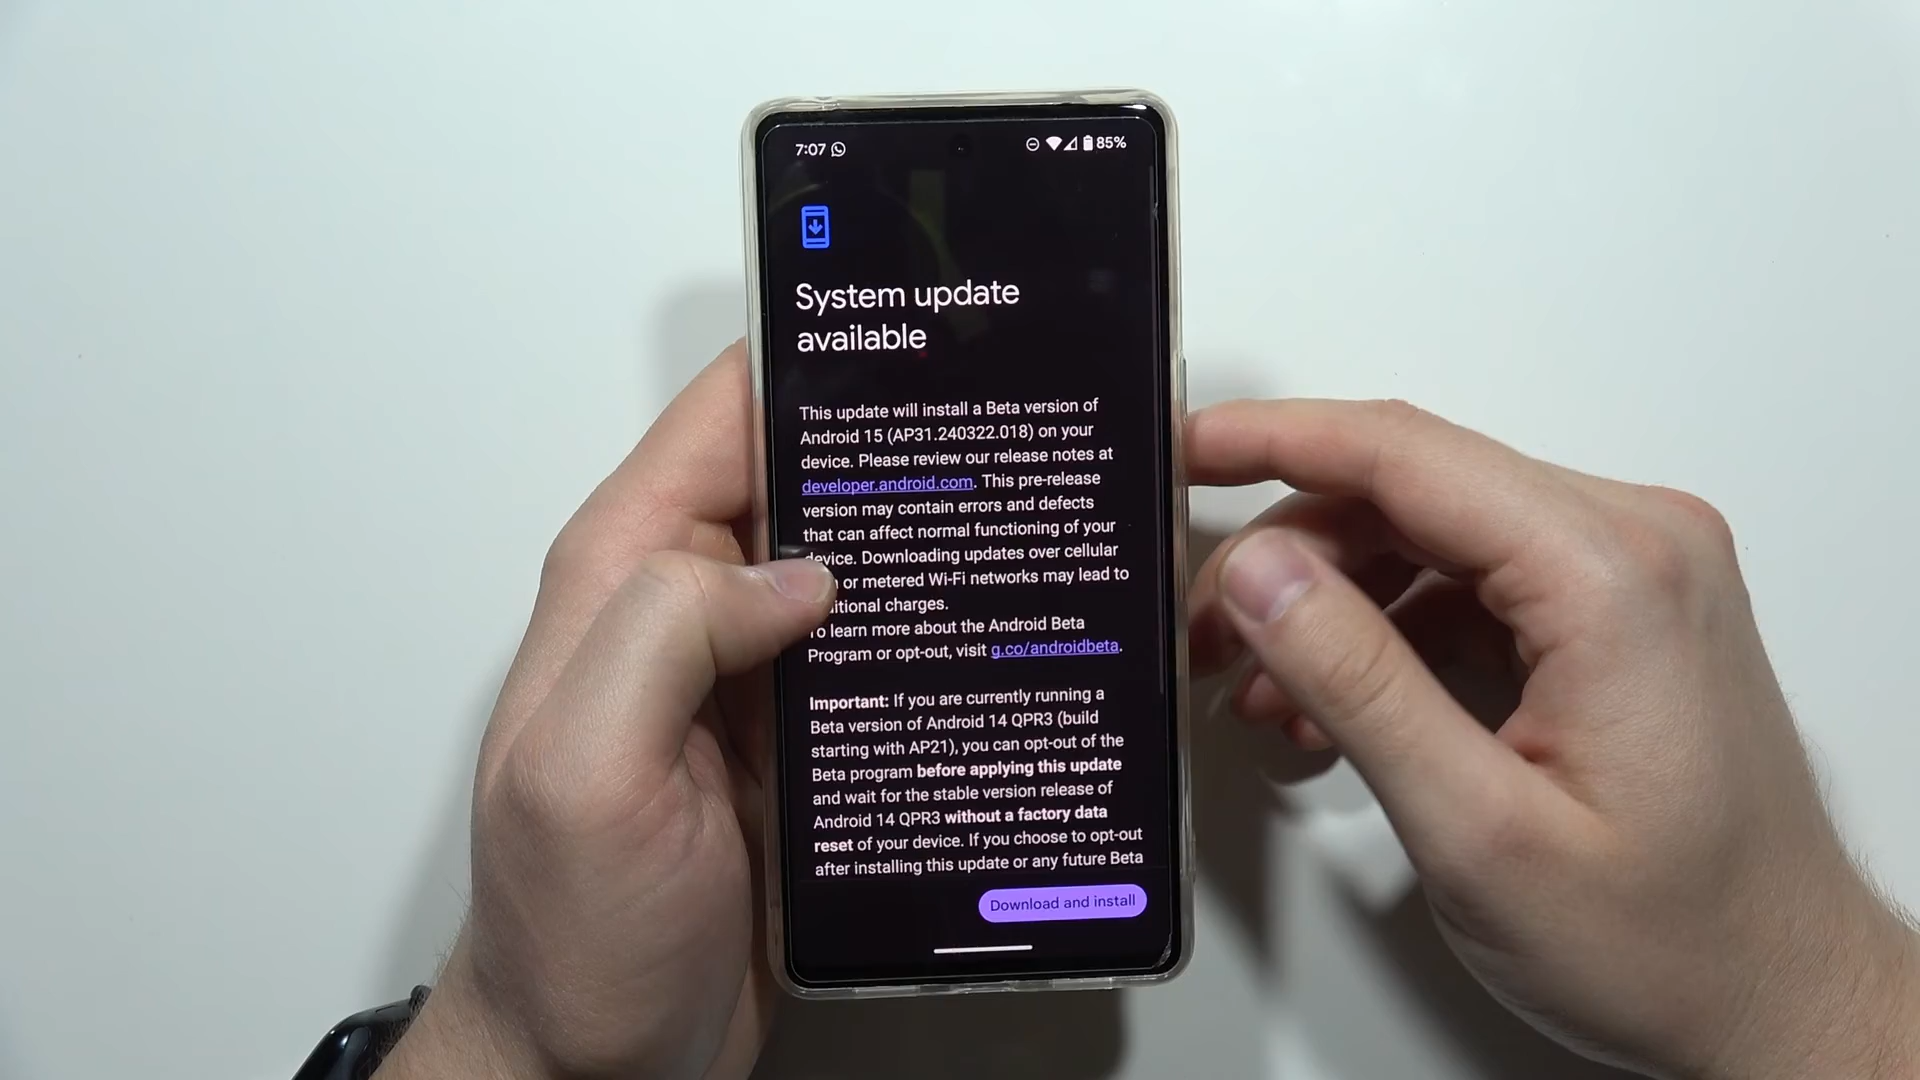 7:07 85%
System update
available
This update will install a Beta version of
Android 15 (AP31.240322.018) on your
device. Please review our release notes at
developer.android.com. This pre-release
version may contain errors and defects
that can affect normal functioning of your
device. Downloading updates over cellular
or metered Wi-Fi networks may lead to
charges.
To learn more about the Android Beta
Program or opt-out, visit g.co/androidbeta.
Important: If you are currently running a
Beta version of Android 14 QPR3 (build
starting with AP21), you can opt-out of the
Beta program before applying this update
and wait for the stable version release of
Android 14 QPR3 without a factory data
reset of your device. If you choose to opt-out
after installing this update or any future Beta
Download and install